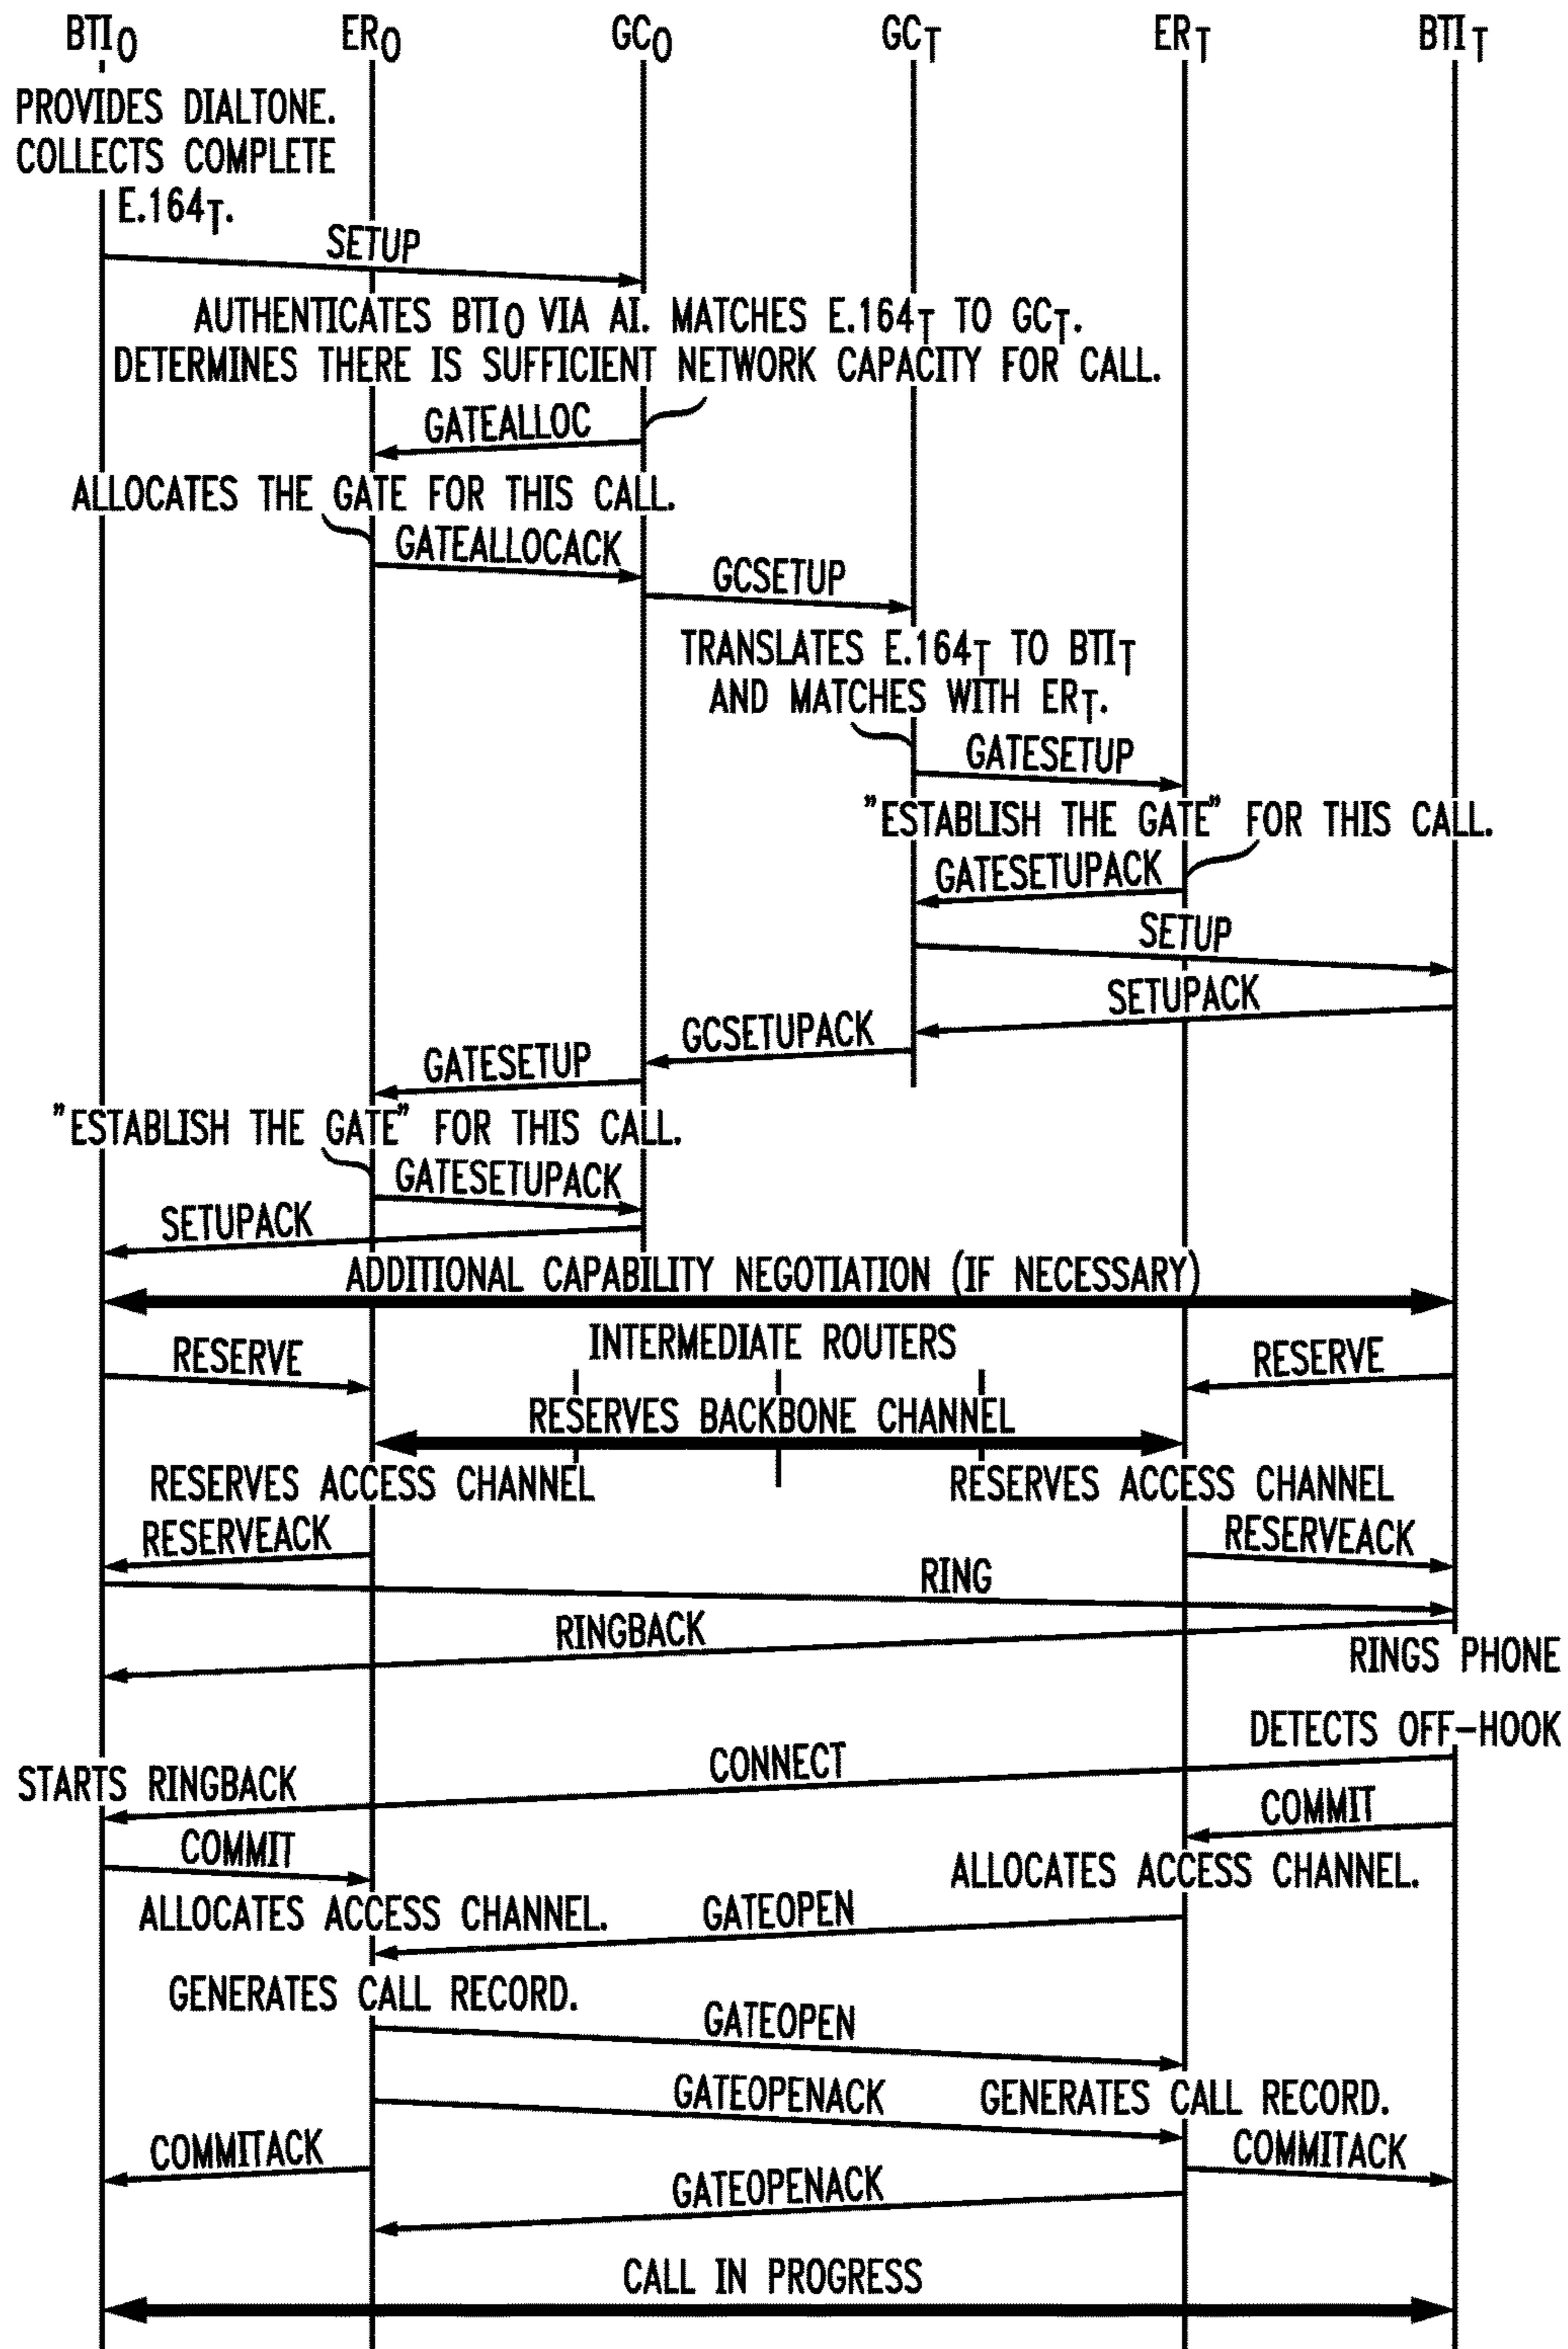 BTIO ERO GCO GCT ERT BTIT
PROVIDES DIALTONE.
COLLECTS COMPLETE
E.164T.
SETUP
AUTHENTICATES BTIO VIA AI. MATCHES E.164T TO GCT.
DETERMINES THERE IS SUFFICIENT NETWORK CAPACITY FOR CALL.
GATEALLOC
ALLOCATES THE GATE FOR THIS CALL.
GATEALLOCACK
GCSETUP
TRANSLATES E.164T TO BTIT
AND MATCHES WITH ERT.
GATESETUP
"ESTABLISH THE GATE" FOR THIS CALL.
GATESETUPACK
SETUP
SETUPACK
GCSETUPACK
GATESETUP
"ESTABLISH THE GATE" FOR THIS CALL.
GATESETUPACK
SETUPACK
ADDITIONAL CAPABILITY NEGOTIATION (IF NECESSARY)
INTERMEDIATE ROUTERS
RESERVE RESERVE
RESERVES BACKBONE CHANNEL
RESERVES ACCESS CHANNEL RESERVES ACCESS CHANNEL
RESERVEACK RESERVEACK
RING
RINGBACK
RINGS PHONE
DETECTS OFF-HOOK
CONNECT
STARTS RINGBACK
COMMIT
COMMIT
ALLOCATES ACCESS CHANNEL.
ALLOCATES ACCESS CHANNEL.
GATEOPEN
GENERATES CALL RECORD.
GATEOPEN
GATEOPENACK GENERATES CALL RECORD.
COMMITACK COMMITACK
GATEOPENACK
CALL IN PROGRESS